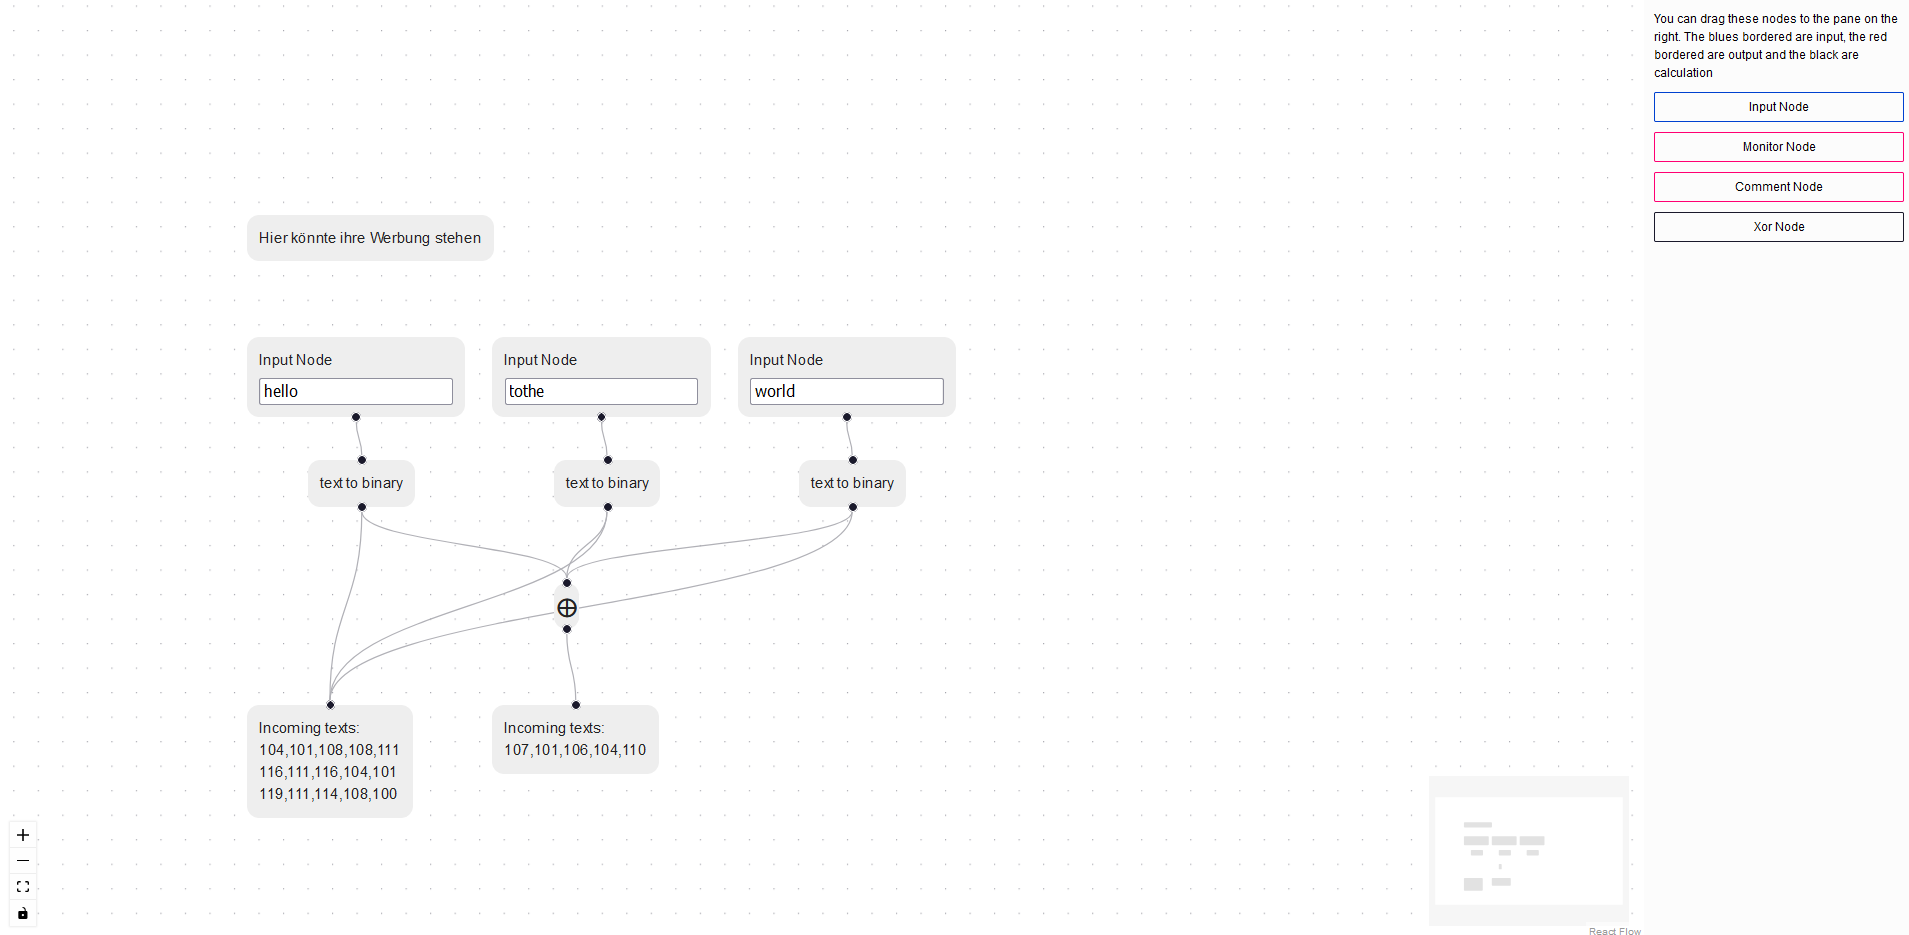 You can drag these nodes to the pane on the
right. The blues bordered are input, the red
bordered are output and the black are
calculation
Input Node
Monitor Node
Comment Node
Xor Node
Hier könnte ihre Werbung stehen
Input Node
hello
Input Node
tothe
Input Node
world
text to binary
text to binary
text to binary
Incoming texts:
104,101,108,108,111
116,111,116,104,101
119,111,114,108,100
Incoming texts:
107,101,106,104,110
React Flow